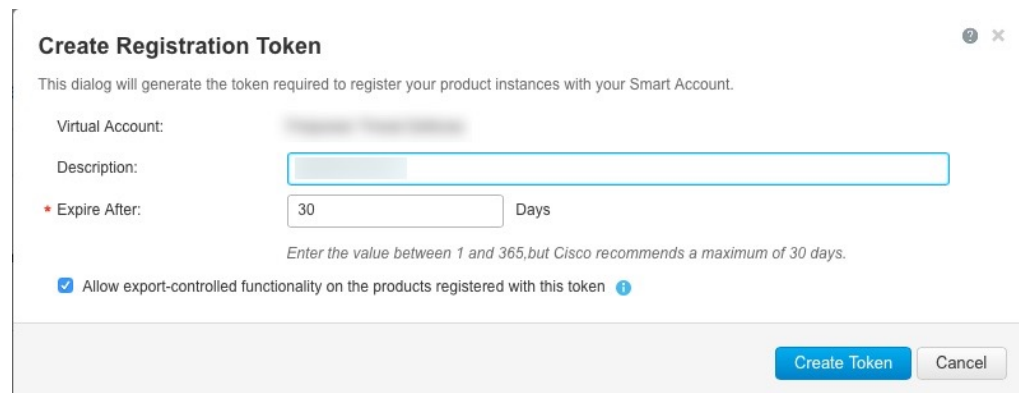 Create Registration Token
This dialog will generate the token required to register your product instances with your Smart Account.
Virtual Account:
Description:
* Expire After: 30 Days
Enter the value between 1 and 365,but Cisco recommends a maximum of 30 days.
Allow export-controlled functionality on the products registered with this token
Create Token Cancel